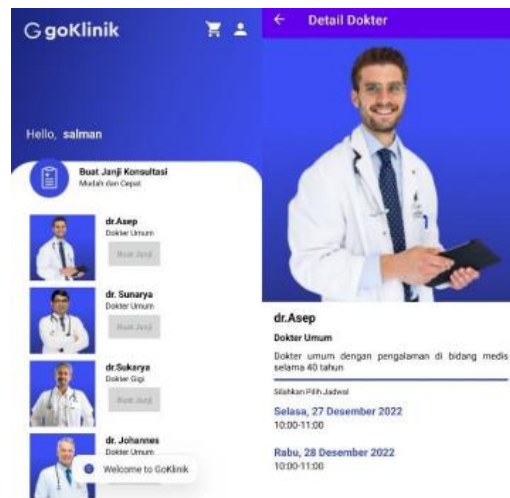 G goKlinik
Hello, salman
Buat Janji Konsultasi
Mudah dan Cepat
dr.Asep
Dokter Umum
Buat Janji
dr. Sunarya
Dokter Umum
Buat Janji
dr.Sukarya
Dokter Gigi
Buat Janji
dr. Johannes
Dokter Umum
Welcome to GoKlinik
Detail Dokter
dr.Asep
Dokter Umum
Dokter umum dengan pengalaman di bidang medis
selama 40 tahun
Silahkan Pilih Jadwal
Selasa, 27 Desember 2022
10:00-11:00
Rabu, 28 Desember 2022
10:00-11:00